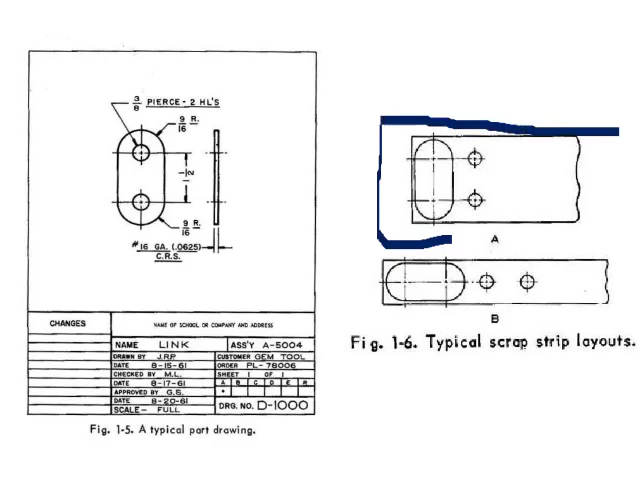 3/8 PIERCE - 2 HL'S
9/16 R.
1 1/2
9/16 R.
#16 GA. (.0625)
C.R.S.
CHANGES
NAME OF SCHOOL OR COMPANY AND ADDRESS
NAME LINK ASS'Y A-5004
DRAWN BY J.R.P. CUSTOMER GEM TOOL
DATE 8-15-61 ORDER PL-78006
CHECKED BY M.L. SHEET 1 OF 1
DATE 8-17-61 A B C D E R
APPROVED BY G.S.
DATE 8-20-61 DRG. NO. D-1000
SCALE- FULL
Fig. 1-5. A typical part drawing.
A
B
Fig. 1-6. Typical scrap strip layouts.